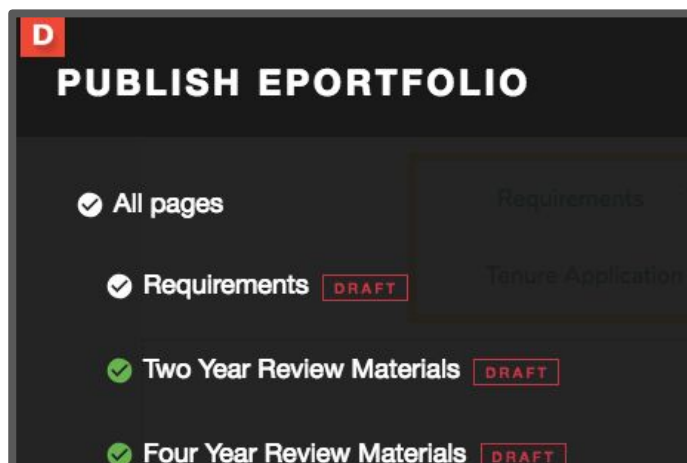 D
PUBLISH EPORTFOLIO
All pages
Requirements
Requirements DRAFT
Tenure Application
Two Year Review Materials DRAFT
Four Year Review Materials DRAFT